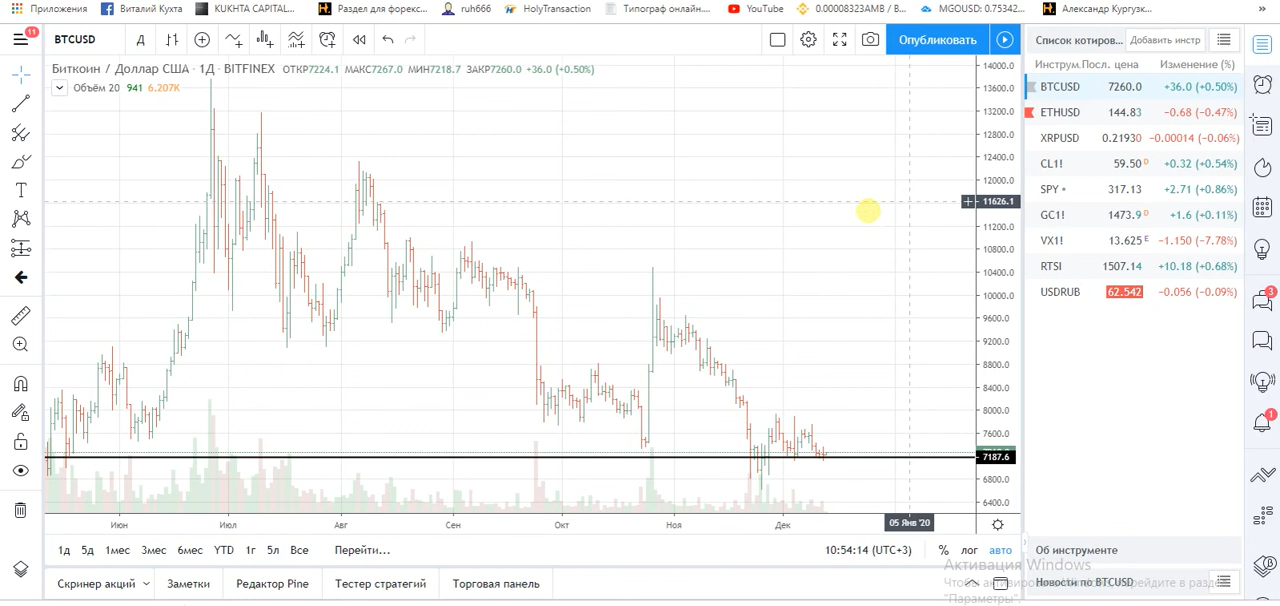 Приложения Виталий Кухта KUKHTA CAPITAL... Раздел для форекс... ruh666 HolyTransaction Типограф онлайн.... YouTube 0.00008323AMB / B... MGOUSD: 0.75342... Александр Кургузк... »
11 BTCUSD Д Опубликовать Список котиров... Добавить инстр
Биткоин / Доллар США · 1Д · BITFINEX ОТКР7224.1 МАКС7267.0 МИН7218.7 ЗАКР7260.0 +36.0 (+0.50%)
Объём 20 941 6.207K
Инструм. Посл. цена Изменение (%)
BTCUSD 7260.0 +36.0 (+0.50%)
ETHUSD 144.83 −0.68 (−0.47%)
XRPUSD 0.21930 −0.00014 (−0.06%)
CL1! 59.50 D +0.32 (+0.54%)
SPY 317.13 +2.71 (+0.86%)
GC1! 1473.9 D +1.6 (+0.11%)
VX1! 13.625 E −1.150 (−7.78%)
RTSI 1507.14 +10.18 (+0.68%)
USDRUB 62.542 −0.056 (−0.09%)
14000.0
13600.0
13200.0
12800.0
12400.0
12000.0
11626.1
11200.0
10800.0
10400.0
10000.0
9600.0
9200.0
8800.0
8400.0
8000.0
7600.0
7187.6
6800.0
6400.0
3
1
Июн Июл Авг Сен Окт Ноя Дек 05 Янв '20
1д 5д 1мес 3мес 6мес YTD 1г 5л Все Перейти... 10:54:14 (UTC+3) % лог авто
Об инструменте
Скринер акций Заметки Редактор Pine Тестер стратегий Торговая панель
Новости по BTCUSD
Активация Windows
Чтобы активировать Windows, перейдите в раздел
"Параметры".